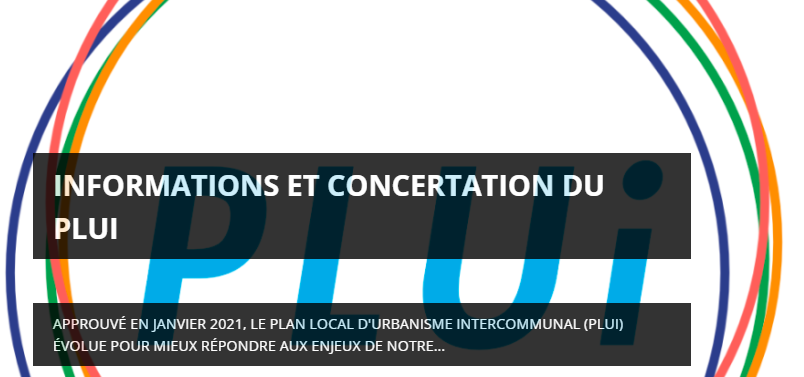 PLUi
INFORMATIONS ET CONCERTATION DU
PLUI
APPROUVÉ EN JANVIER 2021, LE PLAN LOCAL D'URBANISME INTERCOMMUNAL (PLUI)
ÉVOLUE POUR MIEUX RÉPONDRE AUX ENJEUX DE NOTRE...